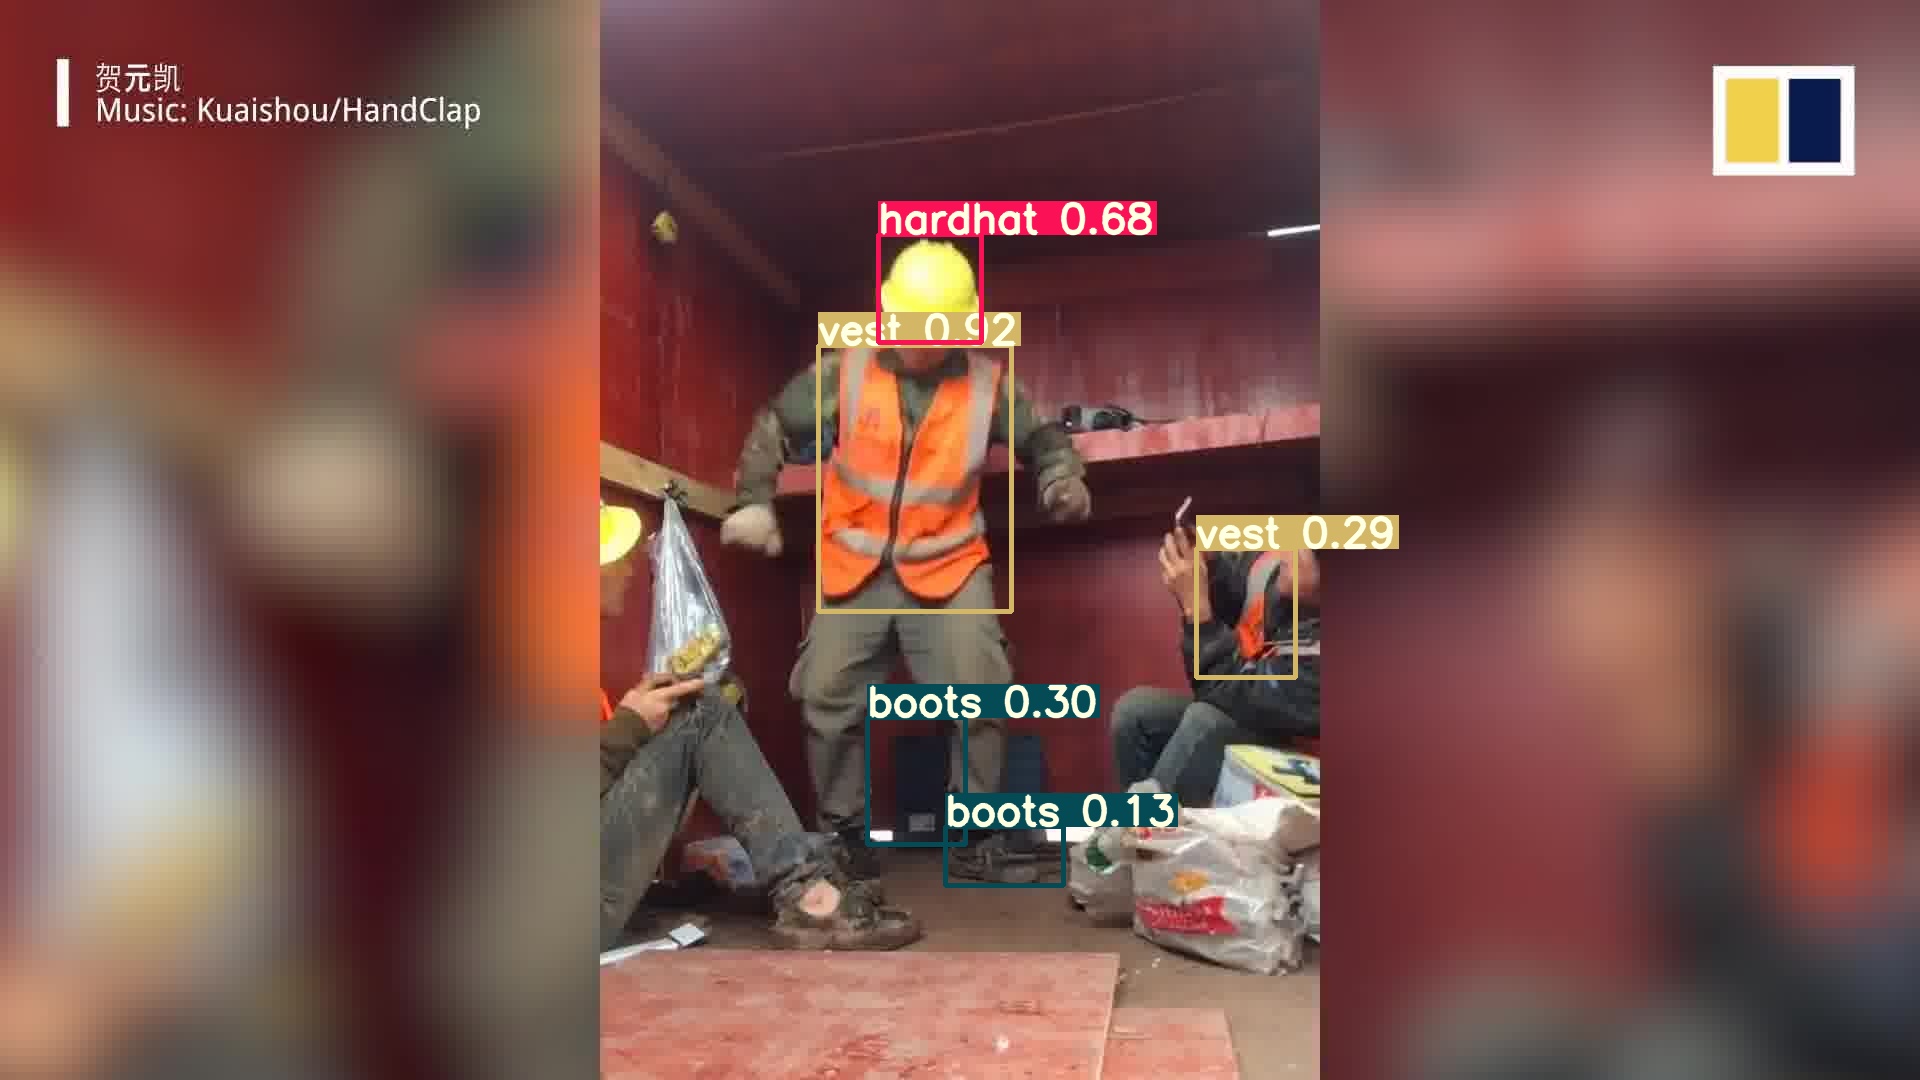 贺元凯
Music: Kuaishou/HandClap
hardhat 0.68
vest 0.92
vest 0.29
boots 0.30
boots 0.13